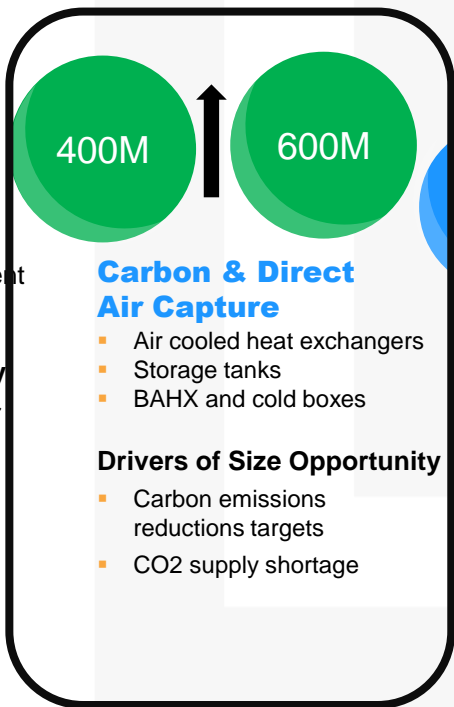 400M
600M
Carbon & Direct
Air Capture
Air cooled heat exchangers
Storage tanks
BAHX and cold boxes
Drivers of Size Opportunity
Carbon emissions
reductions targets
CO2 supply shortage